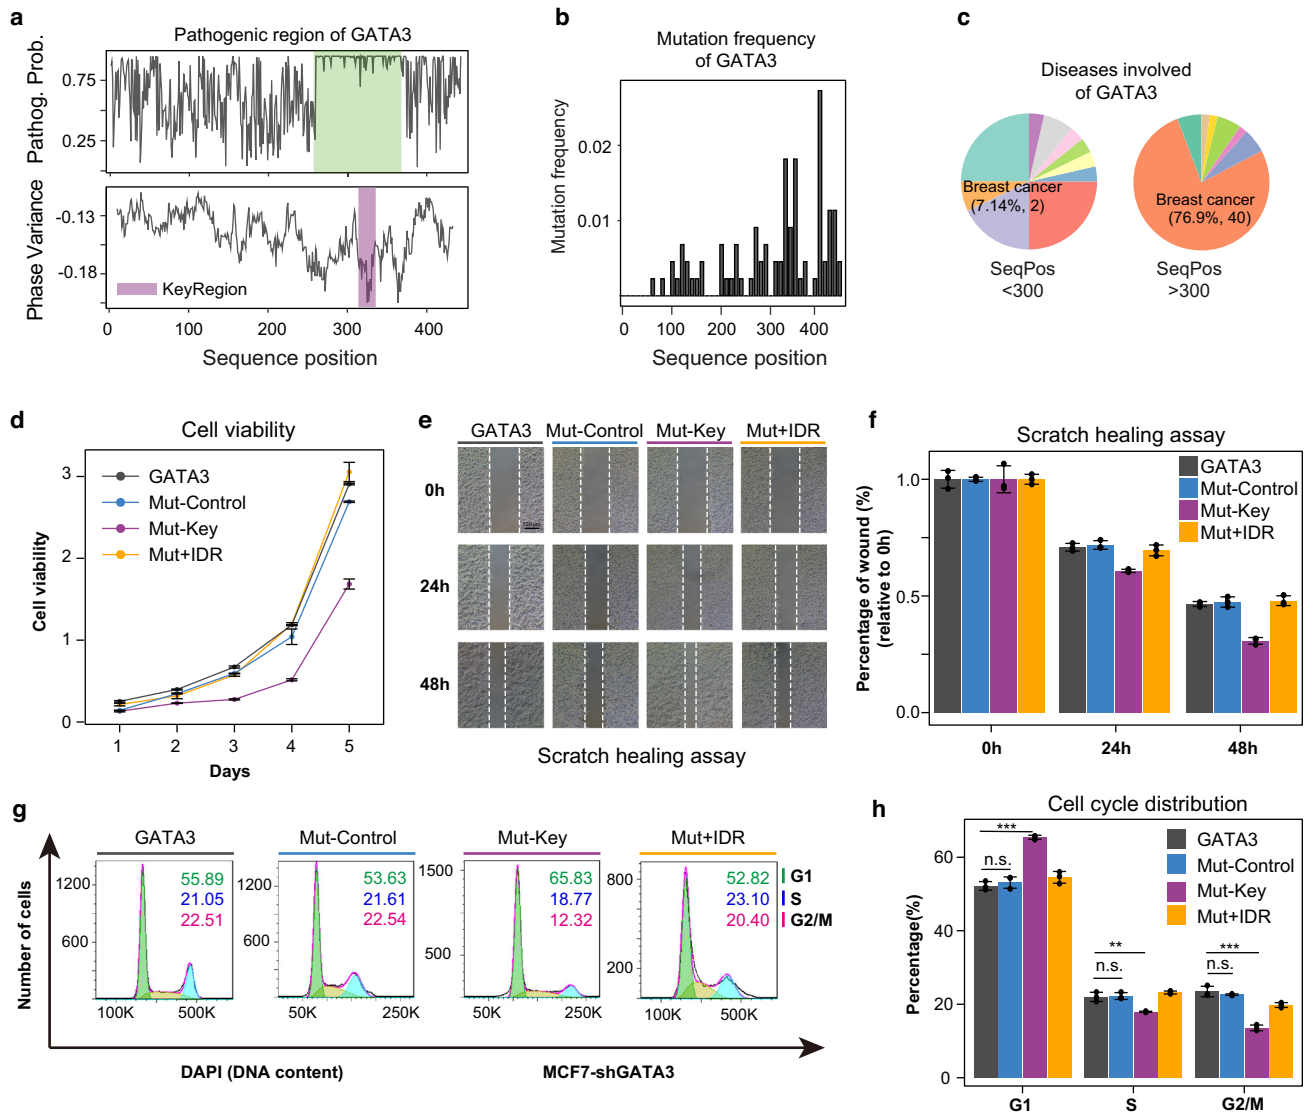 a
Pathogenic region of GATA3
Pathog. Prob.
0.75
0.25
Phase Variance
-0.13
-0.18
KeyRegion
0 100 200 300 400
Sequence position
b
Mutation frequency
of GATA3
Mutation frequency
0.02
0.01
0 100 200 300 400
Sequence position
c
Diseases involved
of GATA3
Breast cancer
(7.14%, 2)
Breast cancer
(76.9%, 40)
SeqPos
<300
SeqPos
>300
d
Cell viability
Cell viability
3
2
1
0
GATA3
Mut-Control
Mut-Key
Mut+IDR
1 2 3 4 5
Days
e
GATA3 Mut-Control Mut-Key Mut+IDR
0h
24h
48h
Scratch healing assay
f
Scratch healing assay
Percentage of wound (%)
(relative to 0h)
1.0
0.5
0.0
GATA3
Mut-Control
Mut-Key
Mut+IDR
0h 24h 48h
g
Number of cells
GATA3
1200
600
55.89
21.05
22.51
100K 500K
Mut-Control
1200
600
53.63
21.61
22.54
50K 250K
Mut-Key
1500
500
65.83
18.77
12.32
50K 250K
Mut+IDR
800
200
52.82
23.10
20.40
100K 500K
G1
S
G2/M
DAPI (DNA content)
MCF7-shGATA3
h
Cell cycle distribution
Percentage(%)
60
40
20
0
***
n.s.
**
n.s.
***
n.s.
GATA3
Mut-Control
Mut-Key
Mut+IDR
G1 S G2/M